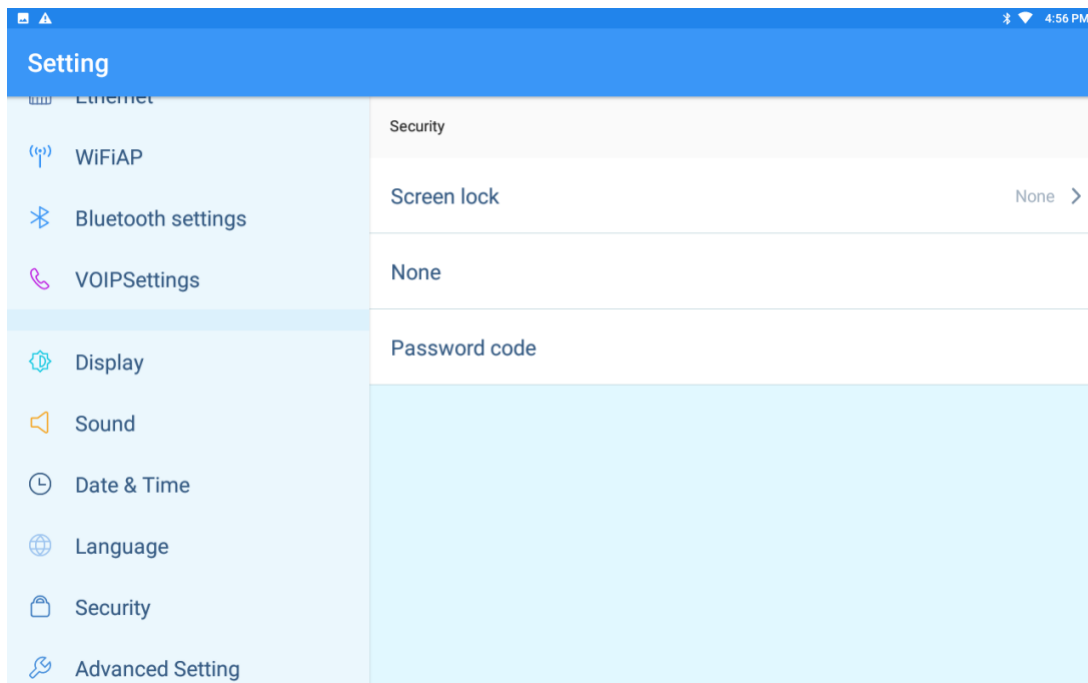 4:56 PM
Setting
Ethernet
WiFiAP
Bluetooth settings
VOIPSettings
Display
Sound
Date & Time
Language
Security
Advanced Setting
Security
Screen lock None
None
Password code